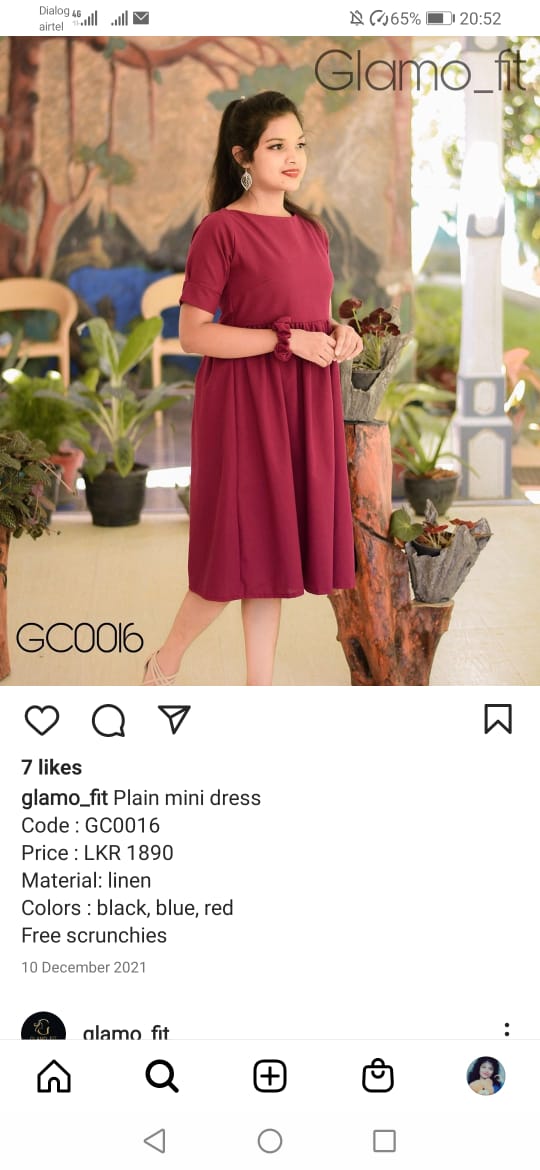 Dialog 4G
airtel
65% 20:52
Glamo_fit
GC0016
7 likes
glamo_fit Plain mini dress
Code : GC0016
Price : LKR 1890
Material: linen
Colors : black, blue, red
Free scrunchies
10 December 2021
glamo_fit